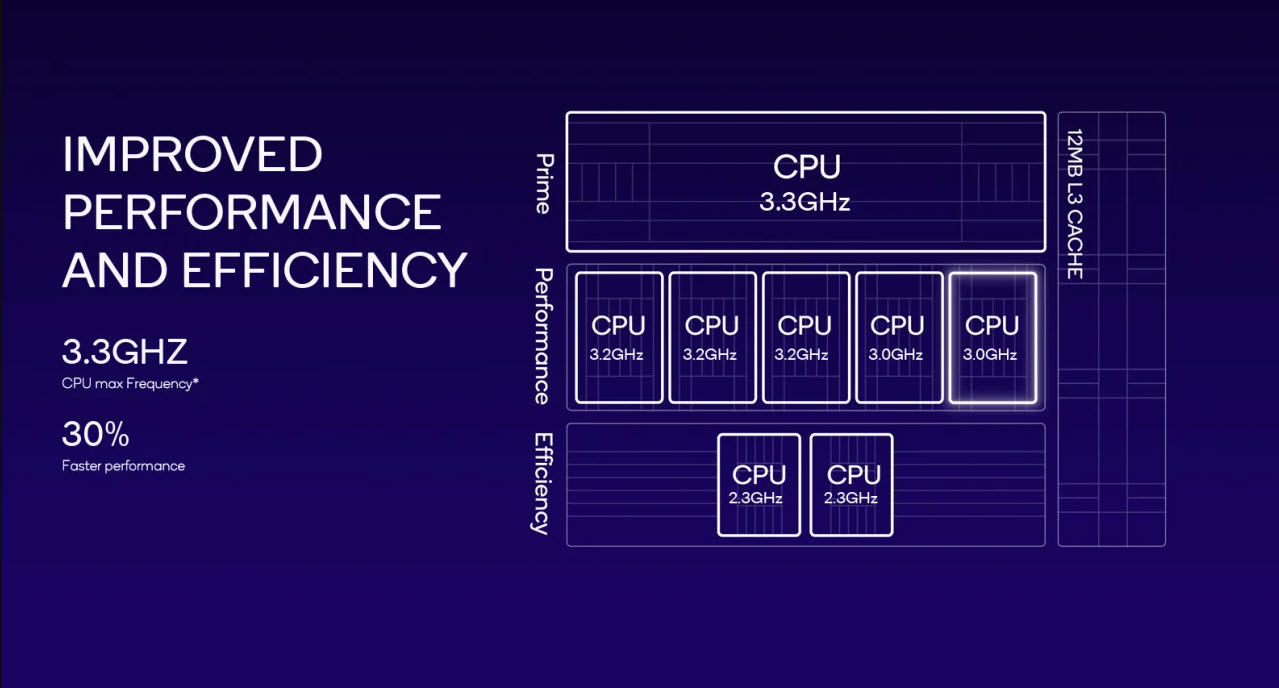 IMPROVED
PERFORMANCE
AND EFFICIENCY
3.3GHZ
CPU max Frequency*
30%
Faster performance
Prime
CPU
3.3GHz
Performance
CPU
3.2GHz
CPU
3.2GHz
CPU
3.2GHz
CPU
3.0GHz
CPU
3.0GHz
Efficiency
CPU
2.3GHz
CPU
2.3GHz
12MB L3 CACHE